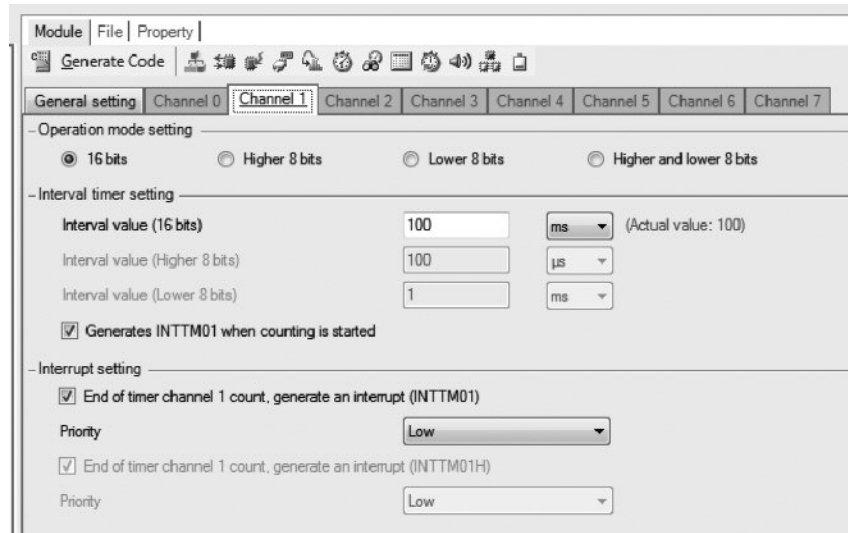 Module File Property
Generate Code
General setting Channel 0 Channel 1 Channel 2 Channel 3 Channel 4 Channel 5 Channel 6 Channel 7
Operation mode setting
16 bits Higher 8 bits Lower 8 bits Higher and lower 8 bits
Interval timer setting
Interval value (16 bits) 100 ms (Actual value: 100)
Interval value (Higher 8 bits) 100 µs
Interval value (Lower 8 bits) 1 ms
Generates INTTM01 when counting is started
Interrupt setting
End of timer channel 1 count, generate an interrupt (INTTM01)
Priority Low
End of timer channel 1 count, generate an interrupt (INTTM01H)
Priority Low